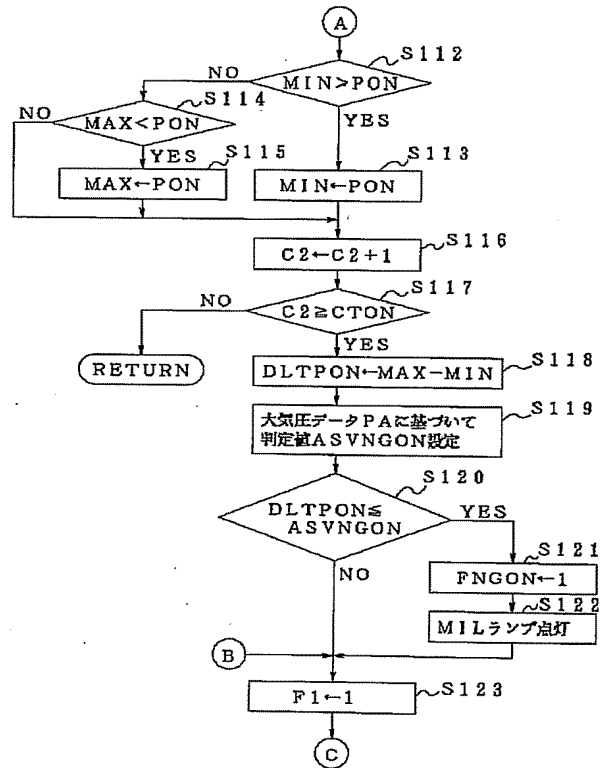 A
S112
MIN>PON
NO
YES
S114
MAX<PON
NO
YES
S115
MAX←PON
S113
MIN←PON
S116
C2←C2+1
S117
C2≧CTON
NO
YES
RETURN
S118
DLTPON←MAX−MIN
S119
大気圧データPAに基づいて
判定値ASVNGON設定
S120
DLTPON≦
ASVNGON
YES
NO
S121
FNGON←1
S122
MILランプ点灯
B
S123
F1←1
C